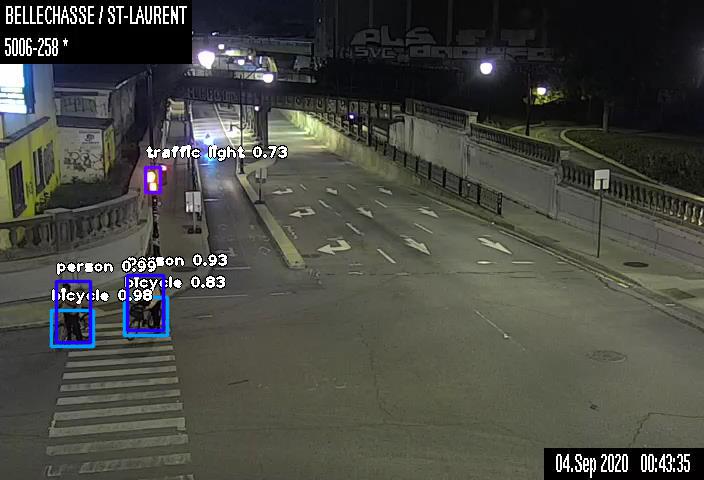 BELLECHASSE / ST-LAURENT
5006-258 *
traffic light 0.73
person 0.99
person 0.93
bicycle 0.98
bicycle 0.83
04.Sep 2020 00:43:35